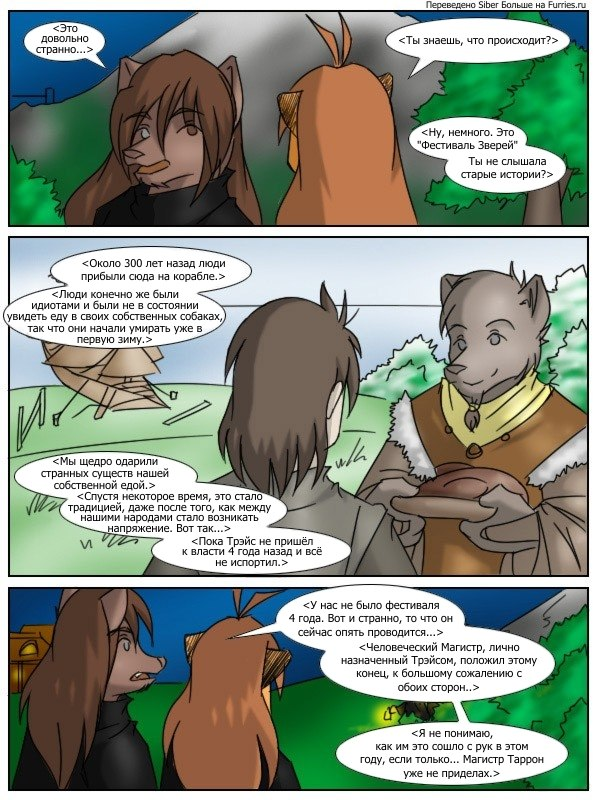 Переведено Siber Больше на Furries.ru
<Это
довольно
странно...>
<Ты знаешь, что происходит?>
<Ну, немного. Это
"Фестиваль Зверей"
Ты не слышала
старые истории?>
<Около 300 лет назад люди
прибыли сюда на корабле.>
<Люди конечно же были
идиотами и были не в состоянии
увидеть еду в своих собственных собаках,
так что они начали умирать уже в
первую зиму.>
<Мы щедро одарили
странных существ нашей
собственной едой.>
<Спустя некоторое время, это стало
традицией, даже после того, как между
нашими народами стало возникать
напряжение. Вот так...>
<Пока Трэйс не пришёл
к власти 4 года назад и всё
не испортил.>
<У нас не было фестиваля
4 года. Вот и странно, то что он
сейчас опять проводится...>
<Человеческий Магистр, лично
назначенный Трэйсом, положил этому
конец, к большому сожалению с
обоих сторон..>
<Я не понимаю,
как им это сошло с рук в этом
году, если только... Магистр Таррон
уже не приделах.>